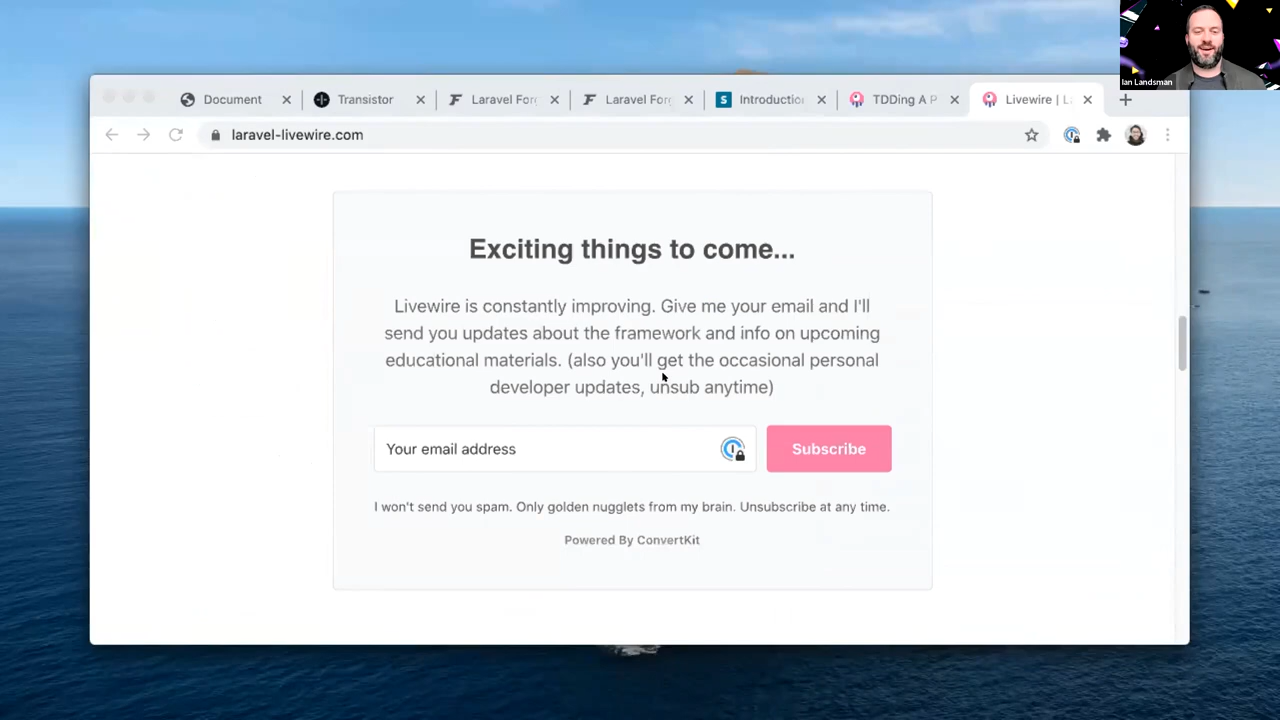 Ian Landsman
Document
Transistor
Laravel For
Laravel For
Introduction
TDDing A P
Livewire | L
laravel-livewire.com
Exciting things to come...
Livewire is constantly improving. Give me your email and I'll
send you updates about the framework and info on upcoming
educational materials. (also you'll get the occasional personal
developer updates, unsub anytime)
Your email address
Subscribe
I won't send you spam. Only golden nugglets from my brain. Unsubscribe at any time.
Powered By ConvertKit